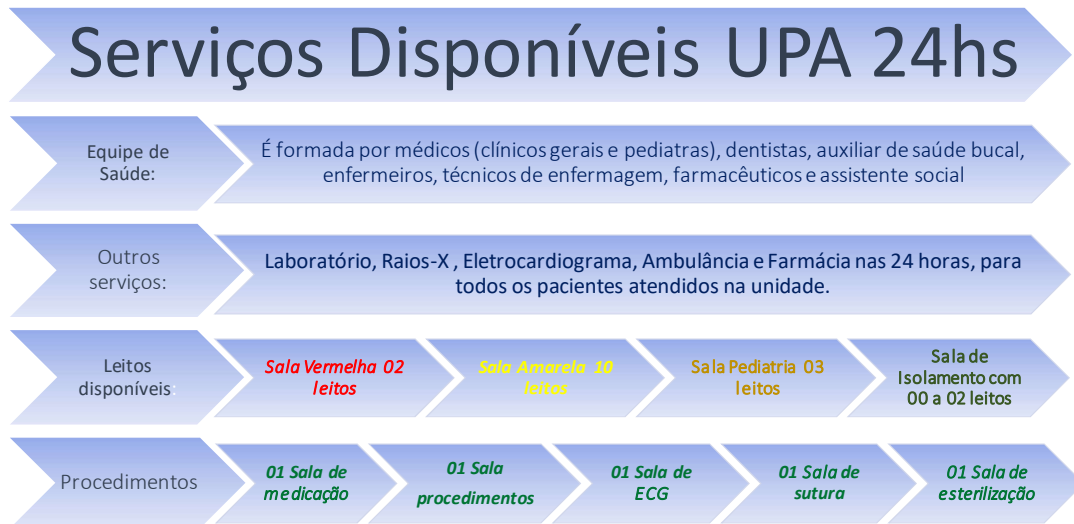 Serviços Disponíveis UPA 24hs
Equipe de
Saúde:
É formada por médicos (clínicos gerais e pediatras), dentistas, auxiliar de saúde bucal,
enfermeiros, técnicos de enfermagem, farmacêuticos e assistente social
Outros
serviços:
Laboratório, Raios-X , Eletrocardiograma, Ambulância e Farmácia nas 24 horas, para
todos os pacientes atendidos na unidade.
Leitos
disponíveis:
Sala Vermelha 02
leitos
Sala Amarela 10
leitos
Sala Pediatria 03
leitos
Sala de
Isolamento com
00 a 02 leitos
Procedimentos
01 Sala de
medicação
01 Sala
procedimentos
01 Sala de
ECG
01 Sala de
sutura
01 Sala de
esterilização